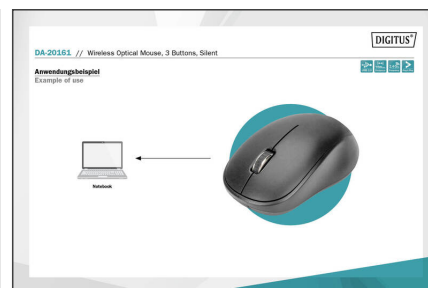 DIGITUS®
DA-20161 // Wireless Optical Mouse, 3 Buttons, Silent
Anwendungsbeispiel
Example of use
Notebook